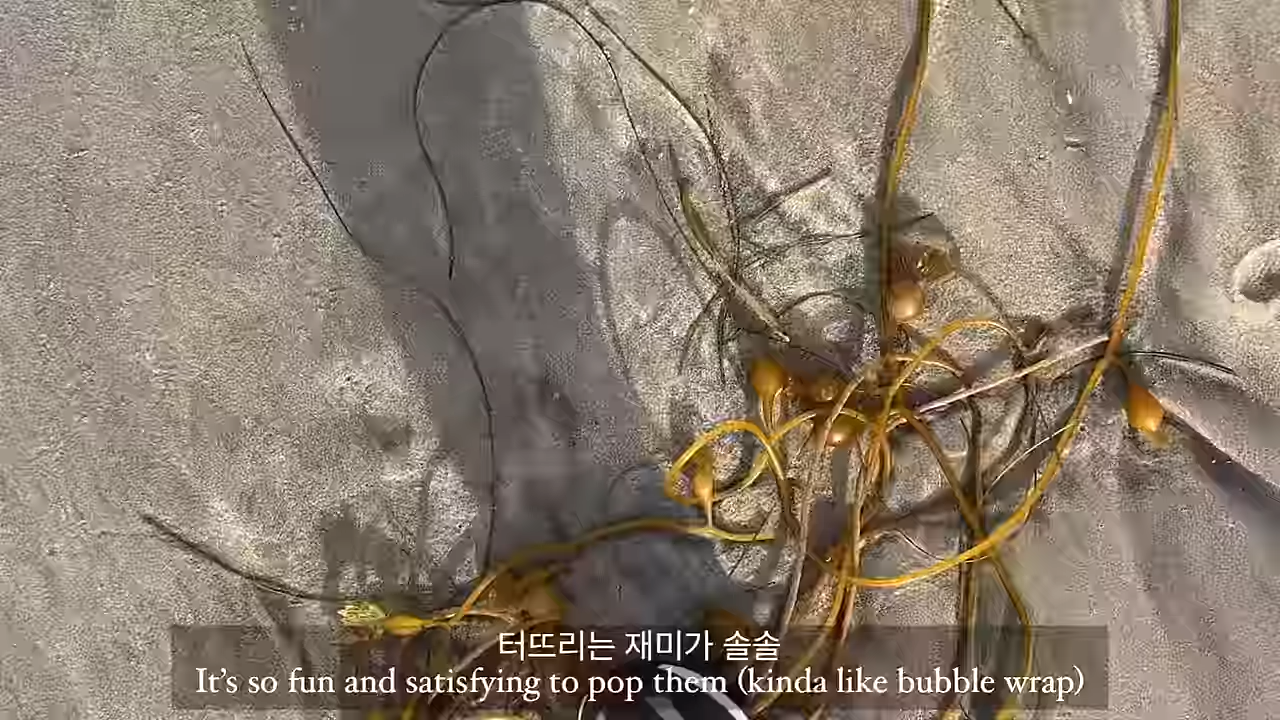 터뜨리는 재미가 솔솔
It's so fun and satisfying to pop them (kinda like bubble wrap)